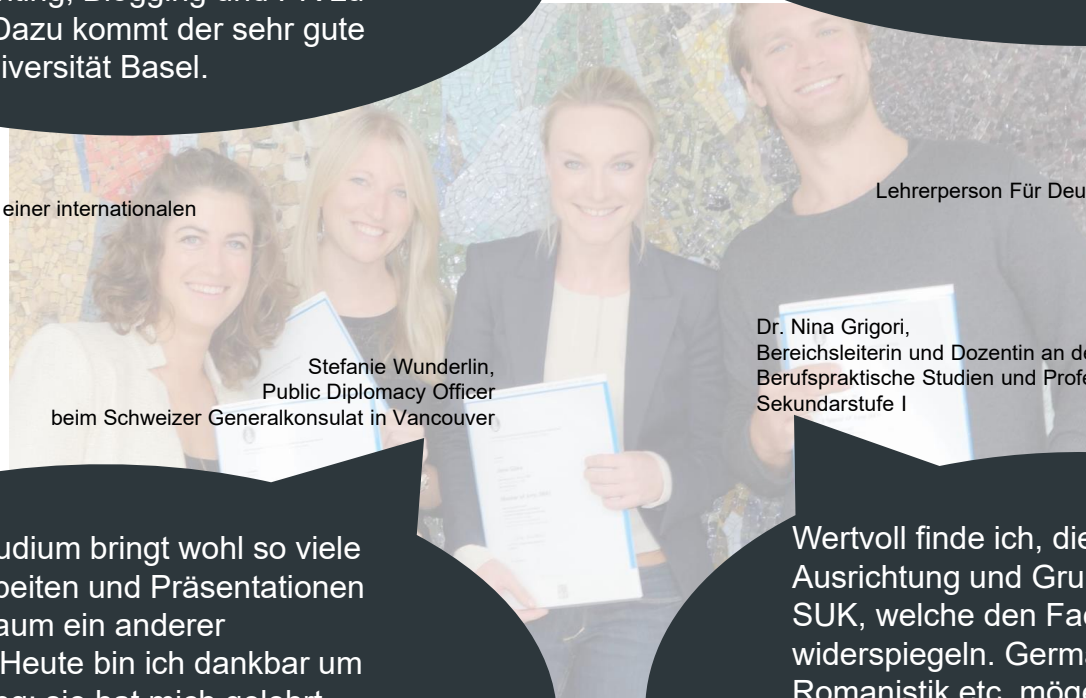 Dazu kommt der sehr gute
iversität Basel.
einer internationalen
Lehrerperson Für Deu
Stefanie Wunderlin,
Public Diplomacy Officer
beim Schweizer Generalkonsulat in Vancouver
Dr. Nina Grigori,
Bereichsleiterin und Dozentin an de
Berufspraktische Studien und Profe
Sekundarstufe I
udium bringt wohl so viele
beiten und Präsentationen
aum ein anderer
Heute bin ich dankbar um
Wertvoll finde ich, die
Ausrichtung und Gru
SUK, welche den Fac
widerspiegeln. Germa
Romanistik etc. möge